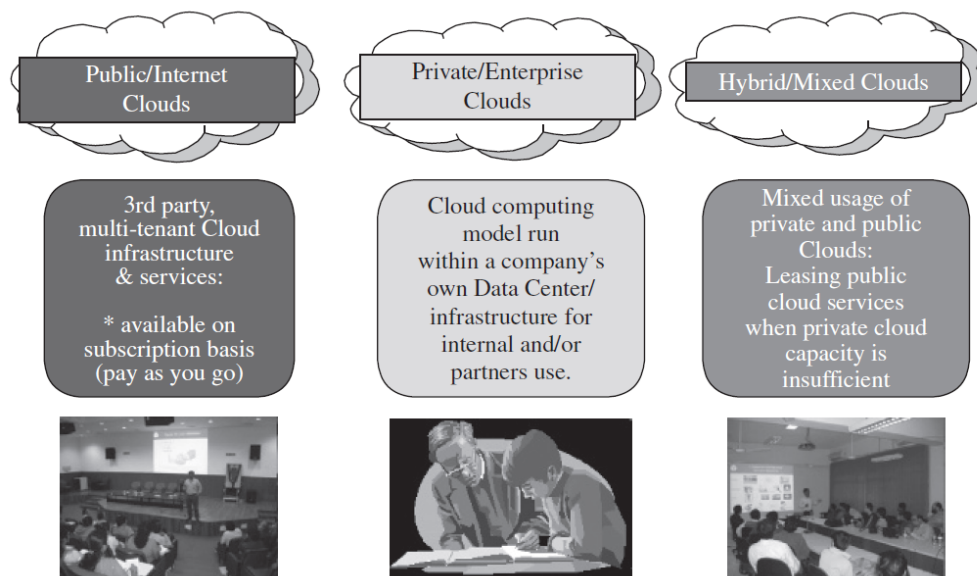 Public/Internet
Clouds
Private/Enterprise
Clouds
Hybrid/Mixed Clouds
3rd party,
multi-tenant Cloud
infrastructure
& services:
* available on
subscription basis
(pay as you go)
Cloud computing
model run
within a company’s
own Data Center/
infrastructure for
internal and/or
partners use.
Mixed usage of
private and public
Clouds:
Leasing public
cloud services
when private cloud
capacity is
insufficient